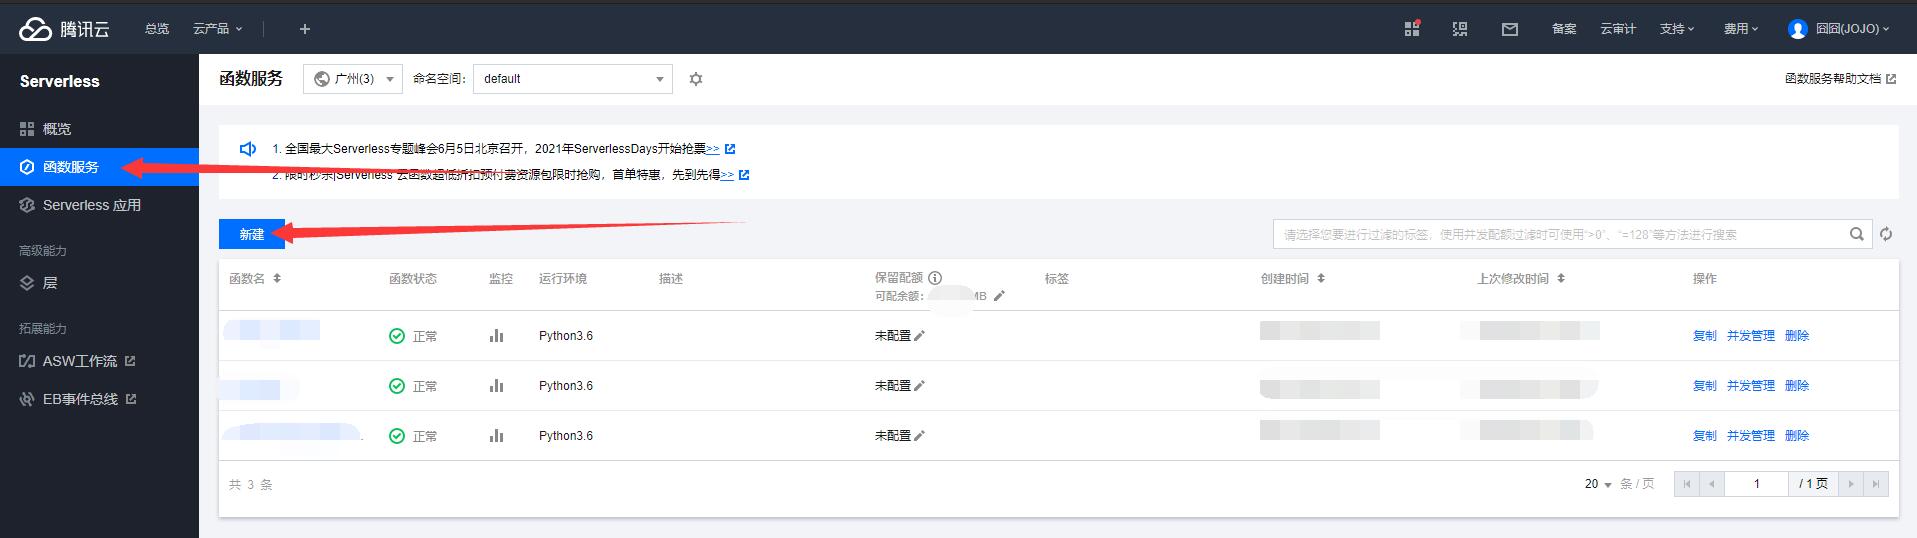 腾讯云 总览 云产品 备案 云审计 支持 费用 囧囧(JOJO)
Serverless
概览
函数服务
Serverless 应用
高级能力
层
拓展能力
ASW工作流
EB事件总线
函数服务 广州(3) 命名空间: default 函数服务帮助文档
1. 全国最大Serverless专题峰会6月5日北京召开，2021年ServerlessDays开始抢票>>
2. 限时秒杀|Serverless 云函数超低折扣预付费资源包限时抢购，首单特惠，先到先得>>
新建 请选择您要进行过滤的标签，使用并发配额过滤时可使用">0"、"=128"等方法进行搜索
函数名 函数状态 监控 运行环境 描述 保留配额 标签 创建时间 上次修改时间 操作
可配余额: MB
正常 Python3.6 未配置 复制 并发管理 删除
正常 Python3.6 未配置 复制 并发管理 删除
正常 Python3.6 未配置 复制 并发管理 删除
共 3 条 20 条 / 页 1 / 1 页